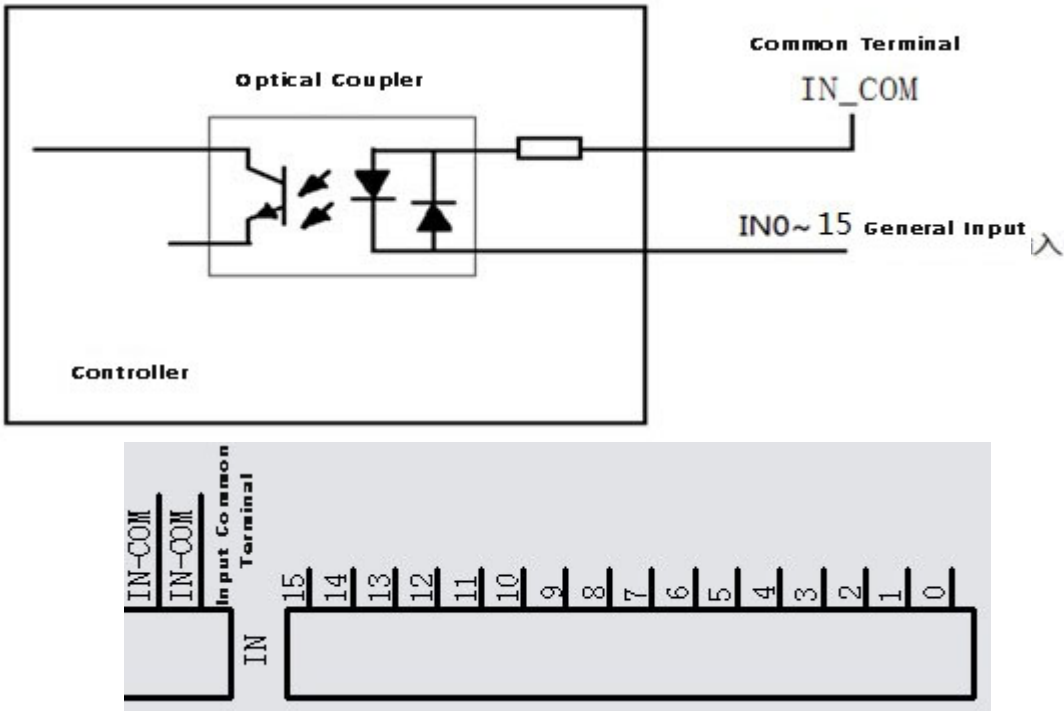 Common Terminal
IN_COM
Optical Coupler
IN0~15 General Input
入
Controller
IN-COM
IN-COM
Input Common
Terminal
IN
15
14
13
12
11
10
9
8
7
6
5
4
3
2
1
0